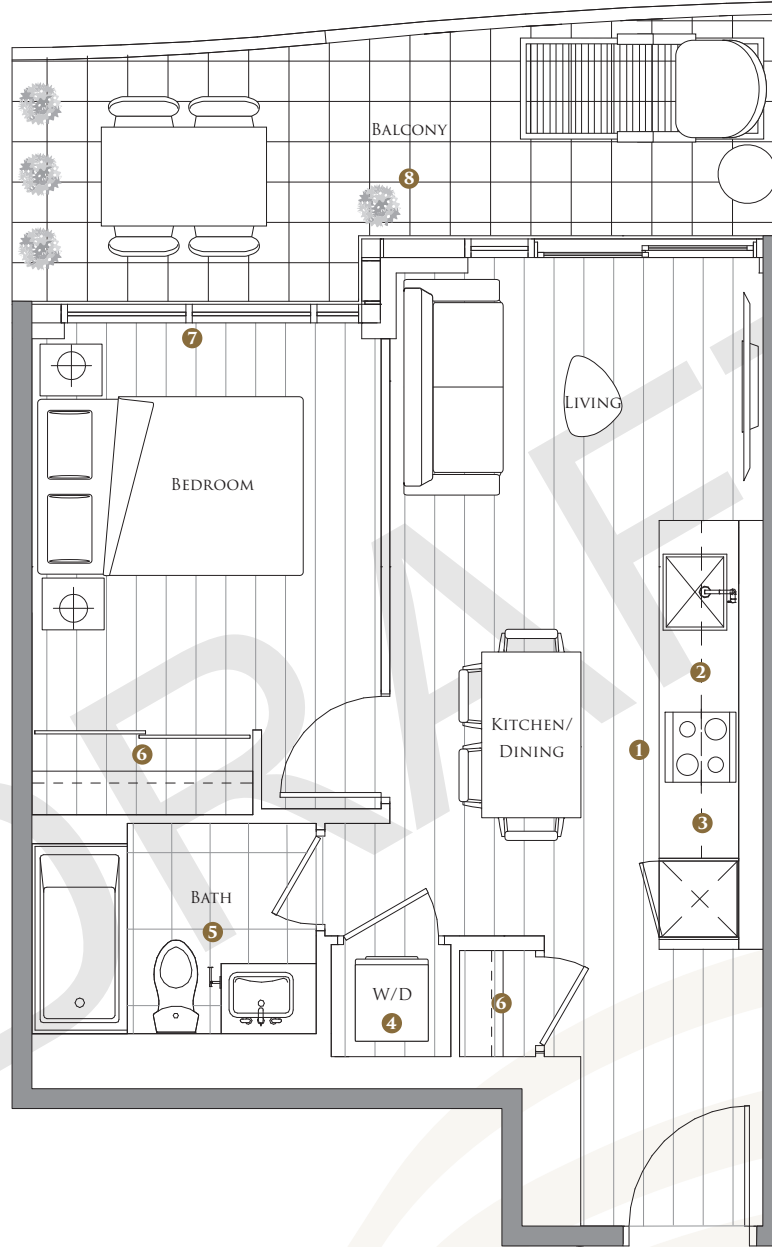 BALCONY
8
7
LIVING
BEDROOM
2
KITCHEN/
DINING
1
6
3
BATH
5
W/D
4
6
DRAFT